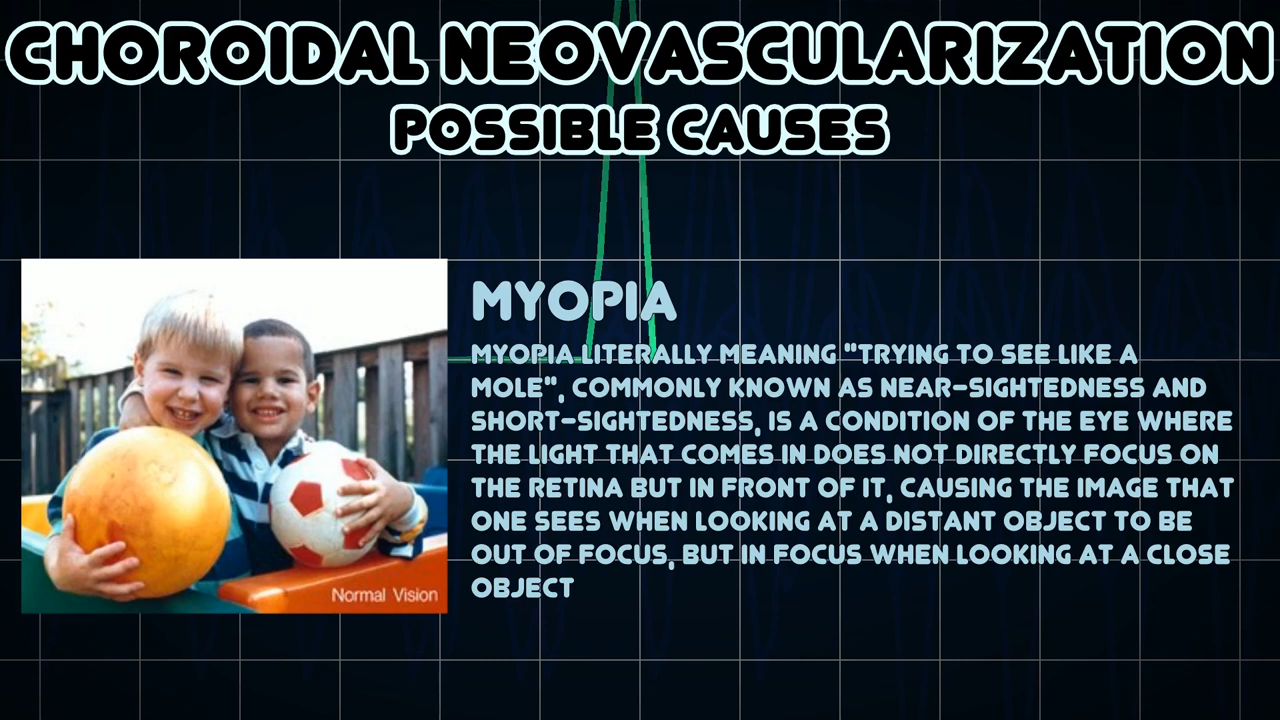 CHOROIDAL NEOVASCULARIZATION
POSSIBLE CAUSES
MYOPIA
MYOPIA LITERALLY MEANING "TRYING TO SEE LIKE A
MOLE", COMMONLY KNOWN AS NEAR-SIGHTEDNESS AND
SHORT-SIGHTEDNESS, IS A CONDITION OF THE EYE WHERE
THE LIGHT THAT COMES IN DOES NOT DIRECTLY FOCUS ON
THE RETINA BUT IN FRONT OF IT, CAUSING THE IMAGE THAT
ONE SEES WHEN LOOKING AT A DISTANT OBJECT TO BE
OUT OF FOCUS, BUT IN FOCUS WHEN LOOKING AT A CLOSE
OBJECT
Normal Vision